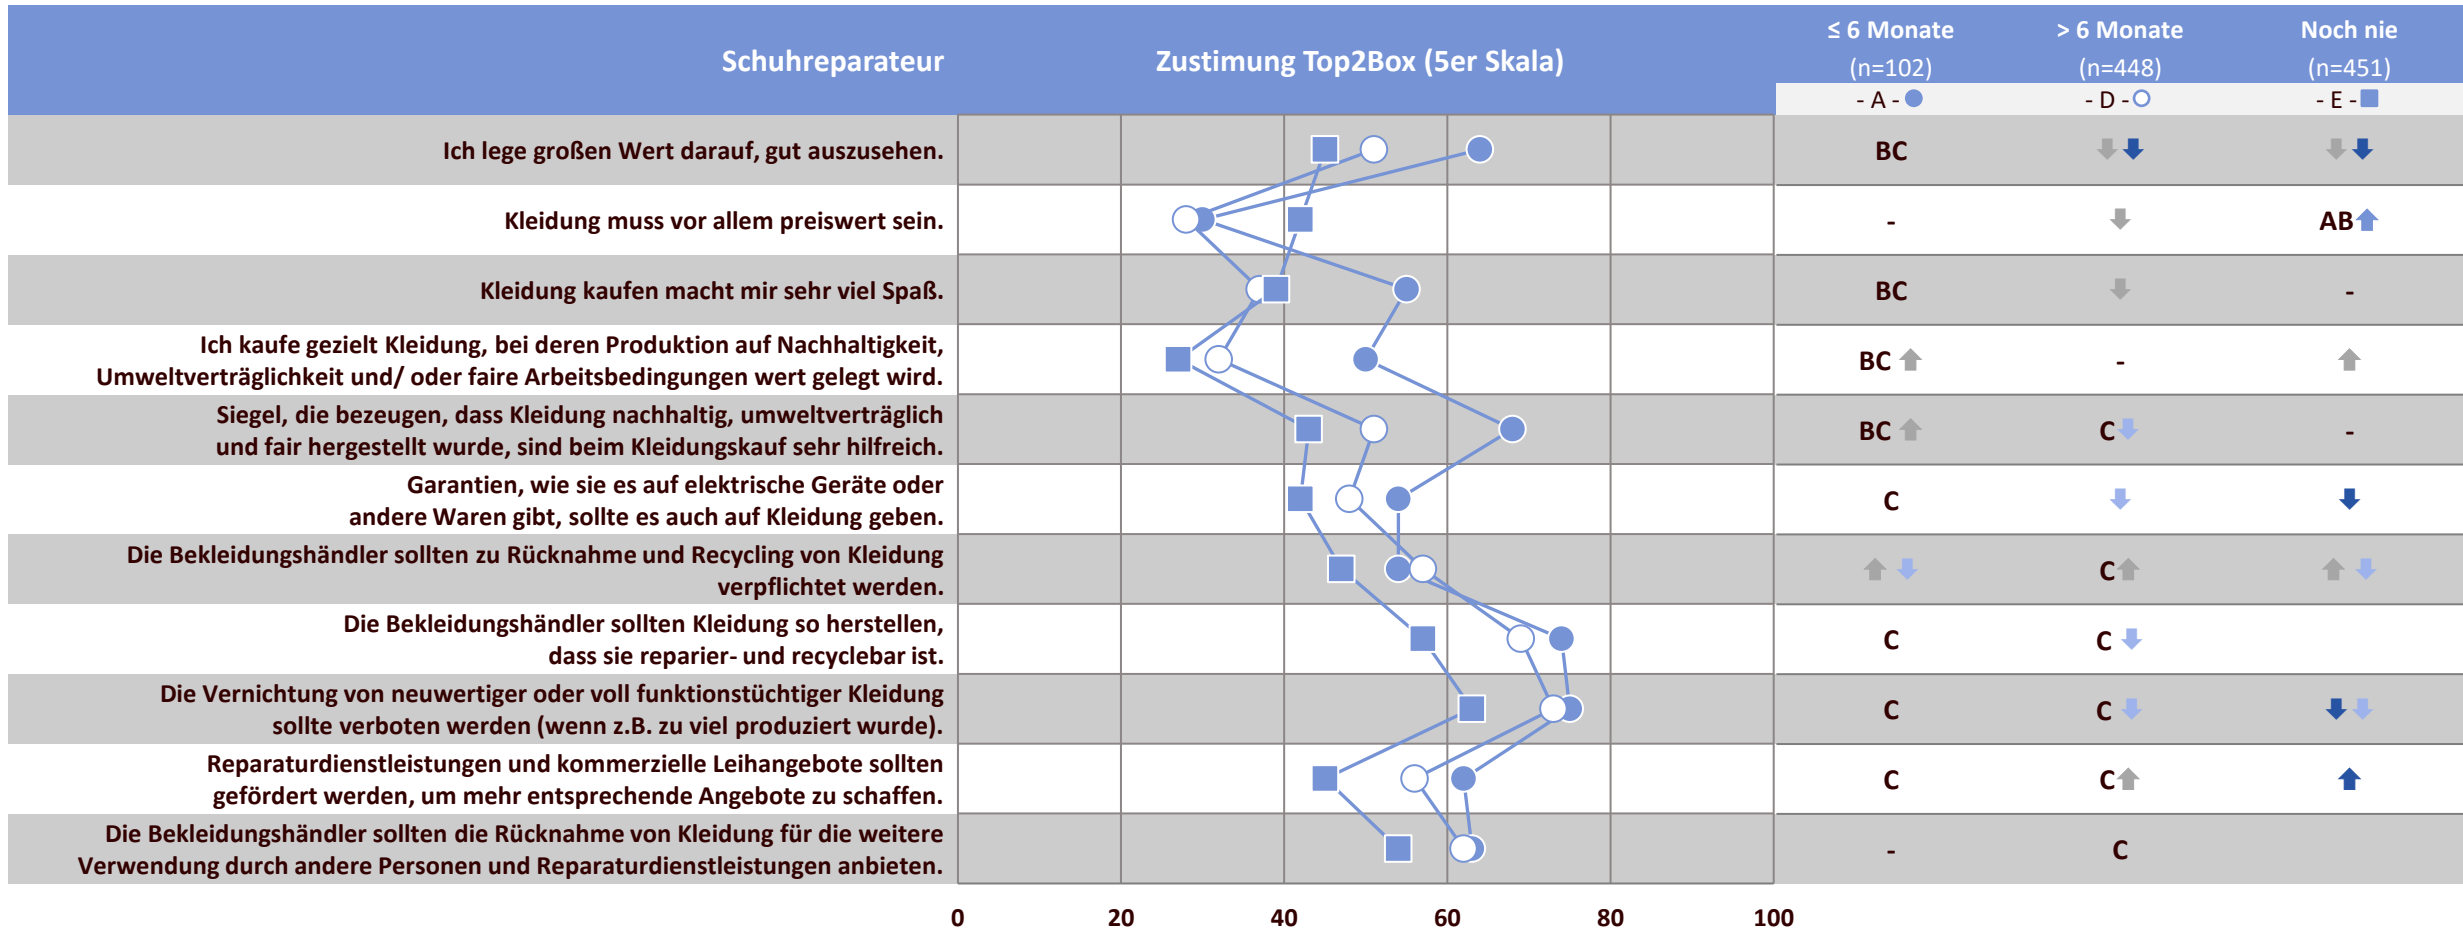 Schuhreparateur
Zustimmung Top2Box (5er Skala)
≤ 6 Monate
(n=102)
- A -
> 6 Monate
(n=448)
- D -
Noch nie
(n=451)
- E -
Ich lege großen Wert darauf, gut auszusehen.
BC
Kleidung muss vor allem preiswert sein.
-
AB
Kleidung kaufen macht mir sehr viel Spaß.
BC
-
Ich kaufe gezielt Kleidung, bei deren Produktion auf Nachhaltigkeit,
Umweltverträglichkeit und/ oder faire Arbeitsbedingungen wert gelegt wird.
BC
-
Siegel, die bezeugen, dass Kleidung nachhaltig, umweltverträglich
und fair hergestellt wurde, sind beim Kleidungskauf sehr hilfreich.
BC
C
-
Garantien, wie sie es auf elektrische Geräte oder
andere Waren gibt, sollte es auch auf Kleidung geben.
C
Die Bekleidungshändler sollten zu Rücknahme und Recycling von Kleidung
verpflichtet werden.
C
Die Bekleidungshändler sollten Kleidung so herstellen,
dass sie reparier- und recyclebar ist.
C
C
Die Vernichtung von neuwertiger oder voll funktionstüchtiger Kleidung
sollte verboten werden (wenn z.B. zu viel produziert wurde).
C
C
Reparaturdienstleistungen und kommerzielle Leihangebote sollten
gefördert werden, um mehr entsprechende Angebote zu schaffen.
C
C
Die Bekleidungshändler sollten die Rücknahme von Kleidung für die weitere
Verwendung durch andere Personen und Reparaturdienstleistungen anbieten.
-
C
0 20 40 60 80 100